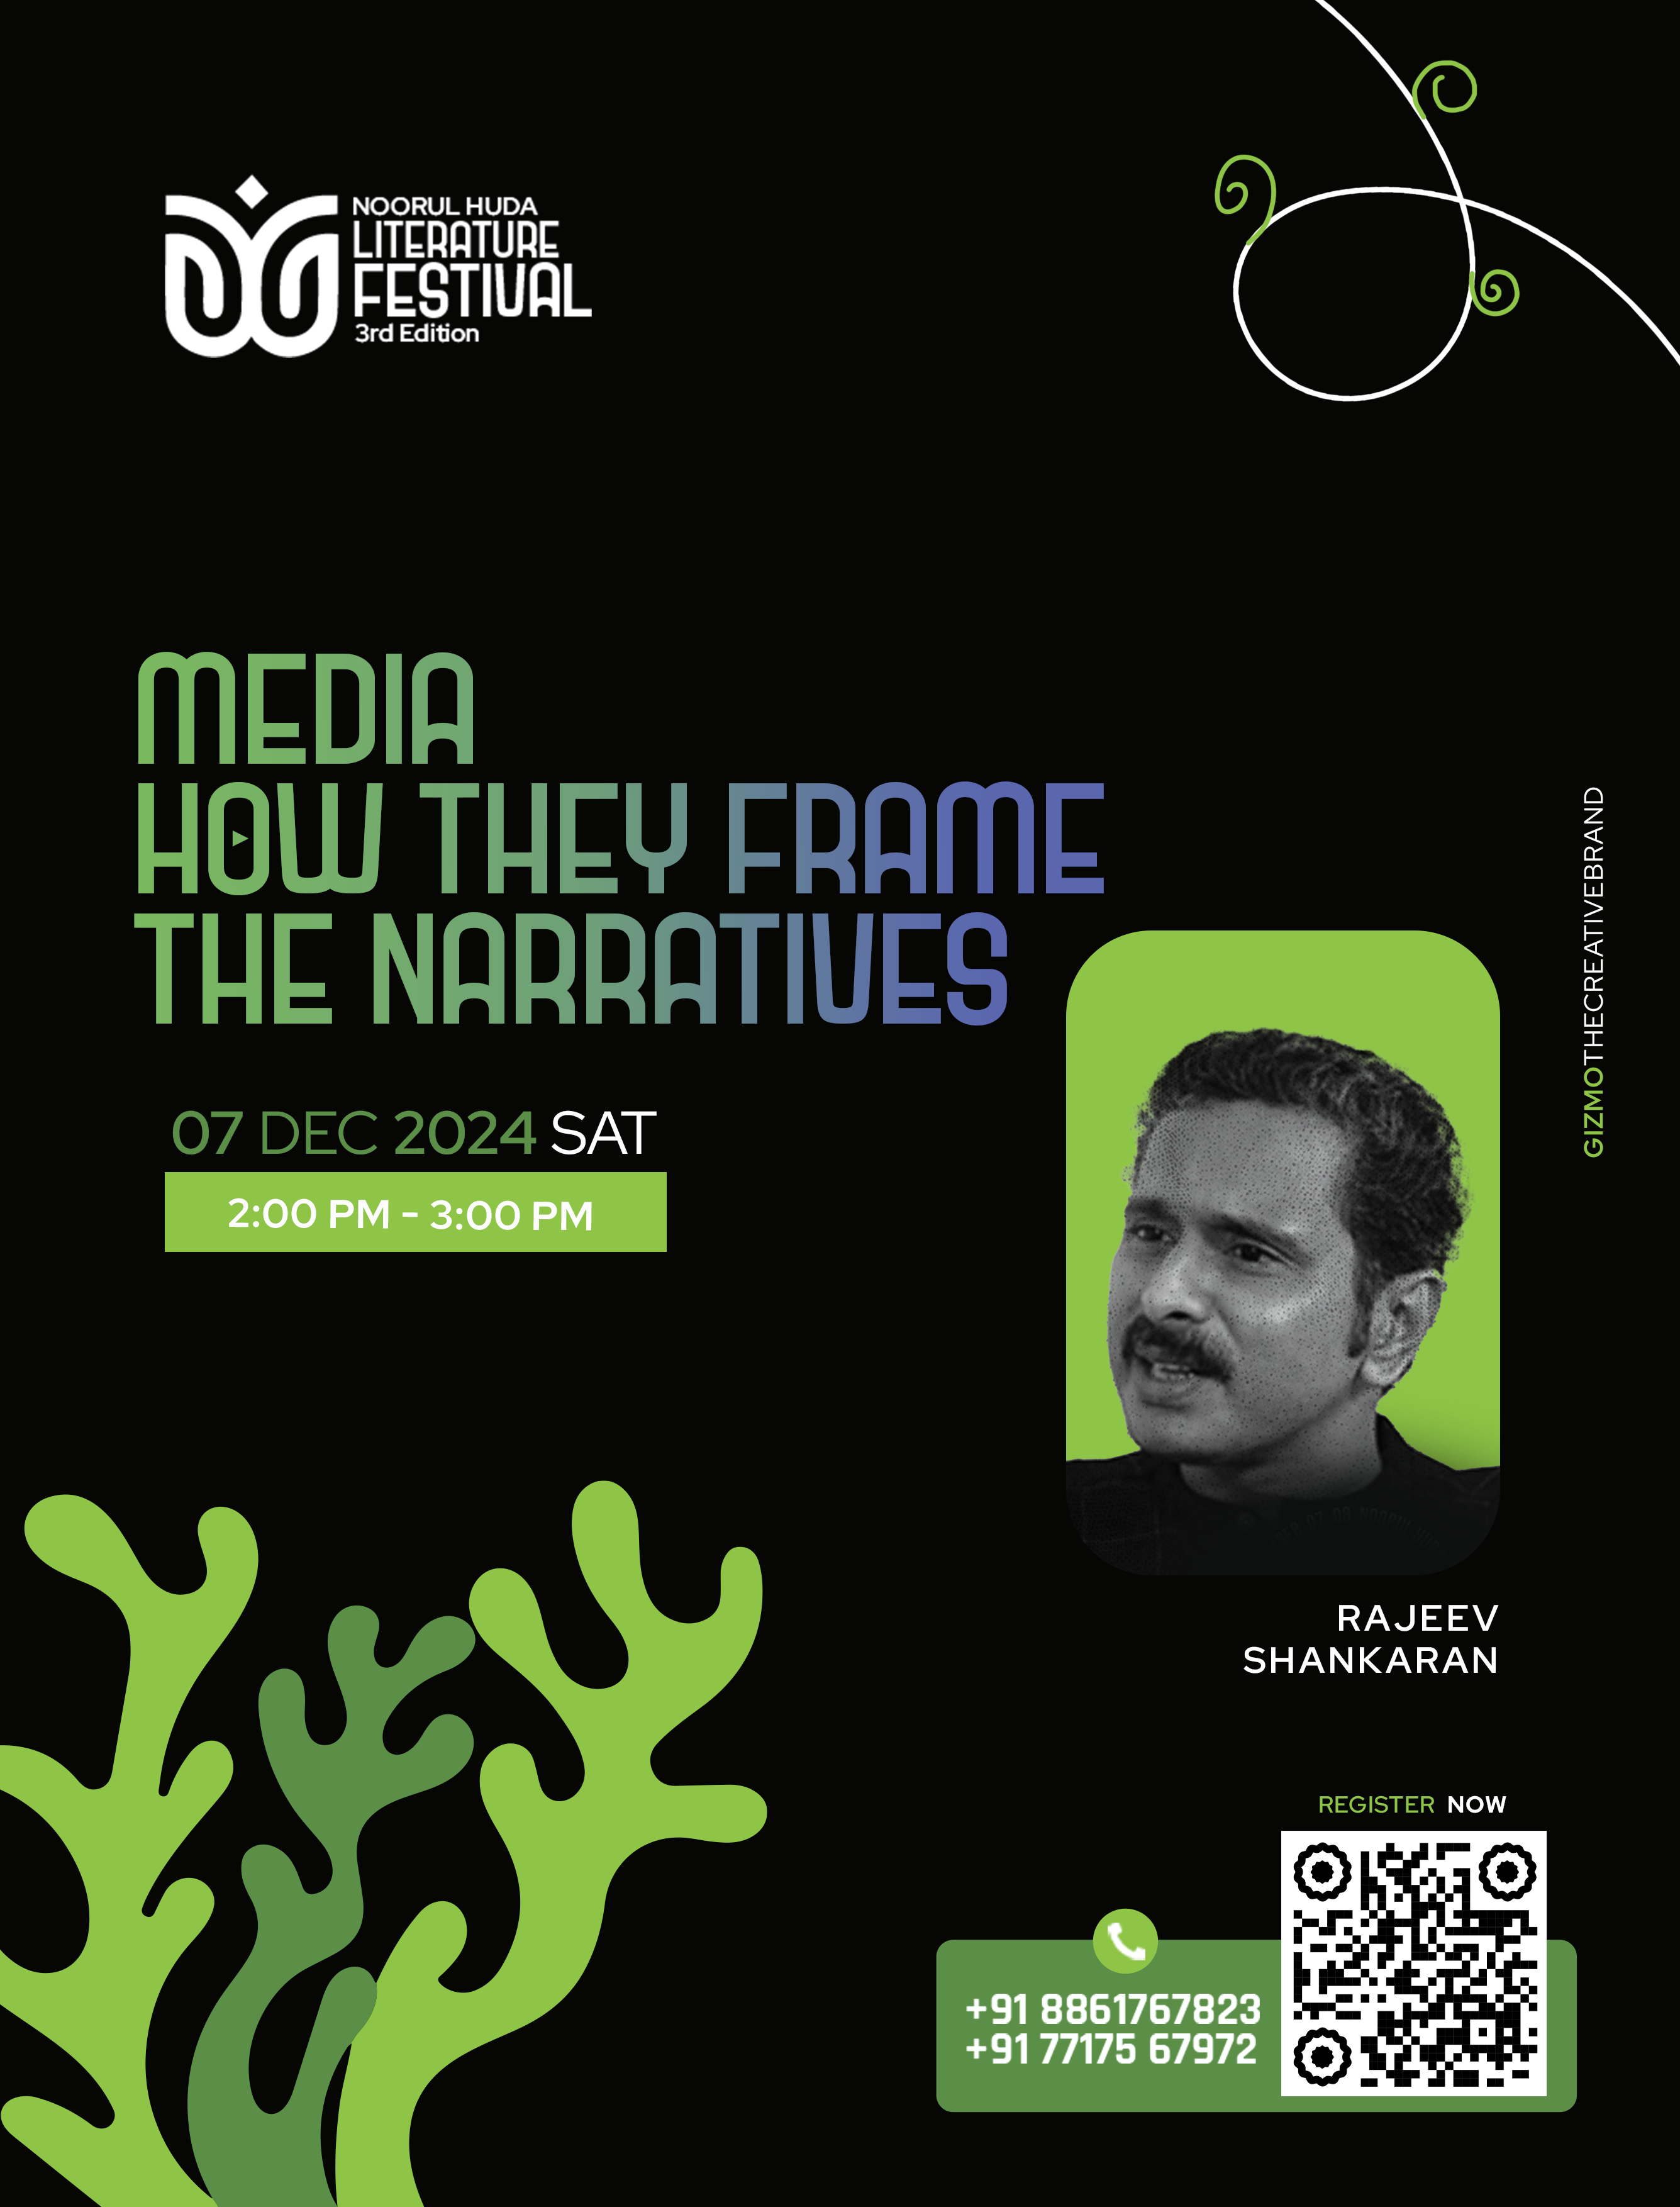 NOORUL HUDA
LITERATURE
FESTIVAL
3rd Edition
MEDIA
HOW THEY FRAME
THE NARRATIVES
07 DEC 2024 SAT
2:00 PM - 3:00 PM
GIZMOTHECREATIVEBRAND
RAJEEV
SHANKARAN
REGISTER NOW
+91 8861767823
+91 77175 67972